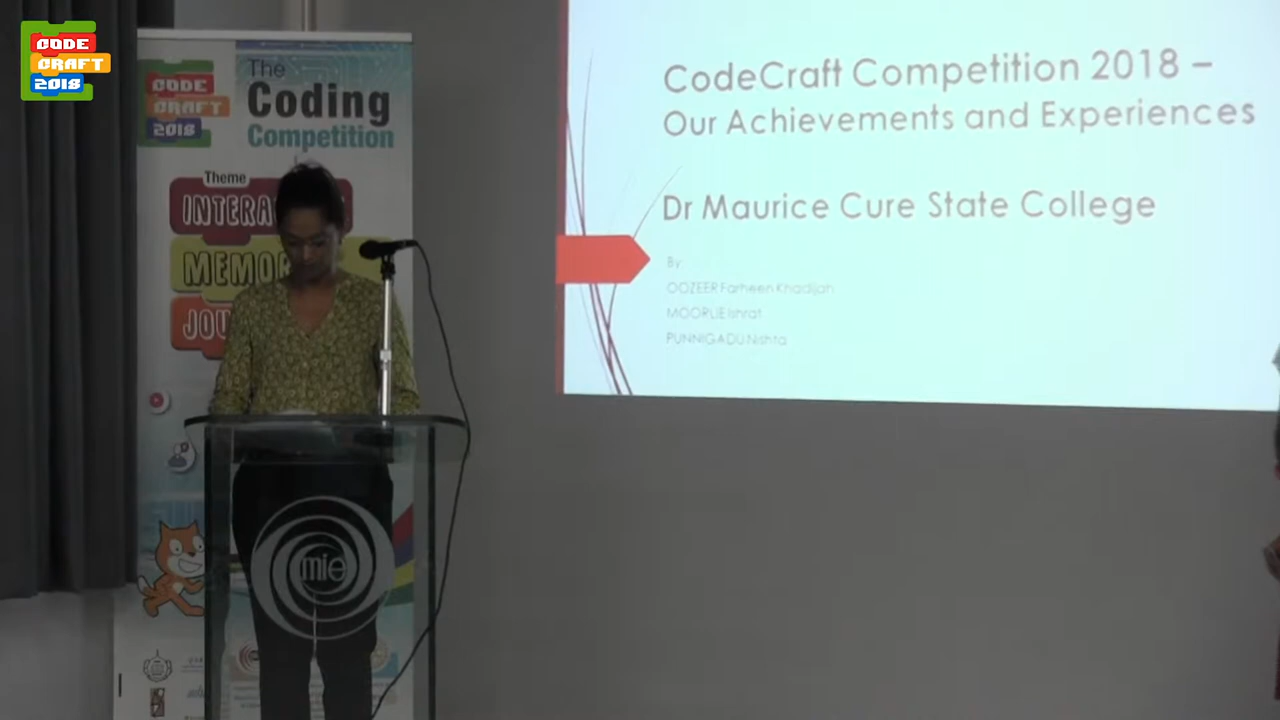 CODE
CRAFT
2018
CODE
CRAFT
2018
The
Coding
Competition
Theme
mie
CodeCraft Competition 2018 –
Our Achievements and Experiences
Dr Maurice Cure State College
By
OOZEER Farheen Khadijah
MOORLIE Ishrat
PUNNIGADU Nishta